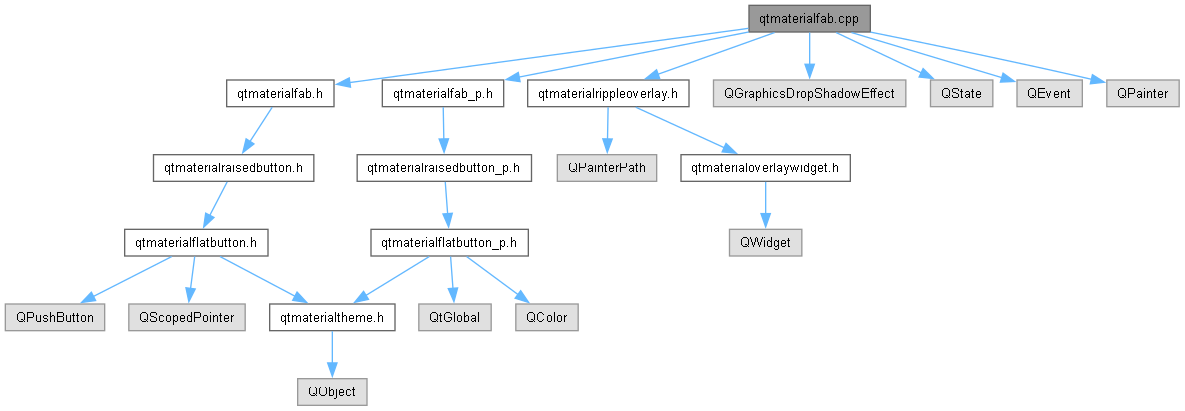 qtmaterialfab.cpp
qtmaterialfab.h
qtmaterialfab_p.h
qtmaterialrippleoverlay.h
QGraphicsDropShadowEffect
QState
QEvent
QPainter
qtmaterialraisedbutton.h
qtmaterialraisedbutton_p.h
QPainterPath
qtmaterialoverlaywidget.h
qtmaterialflatbutton.h
qtmaterialflatbutton_p.h
QWidget
QPushButton
QScopedPointer
qtmaterialtheme.h
QtGlobal
QColor
QObject